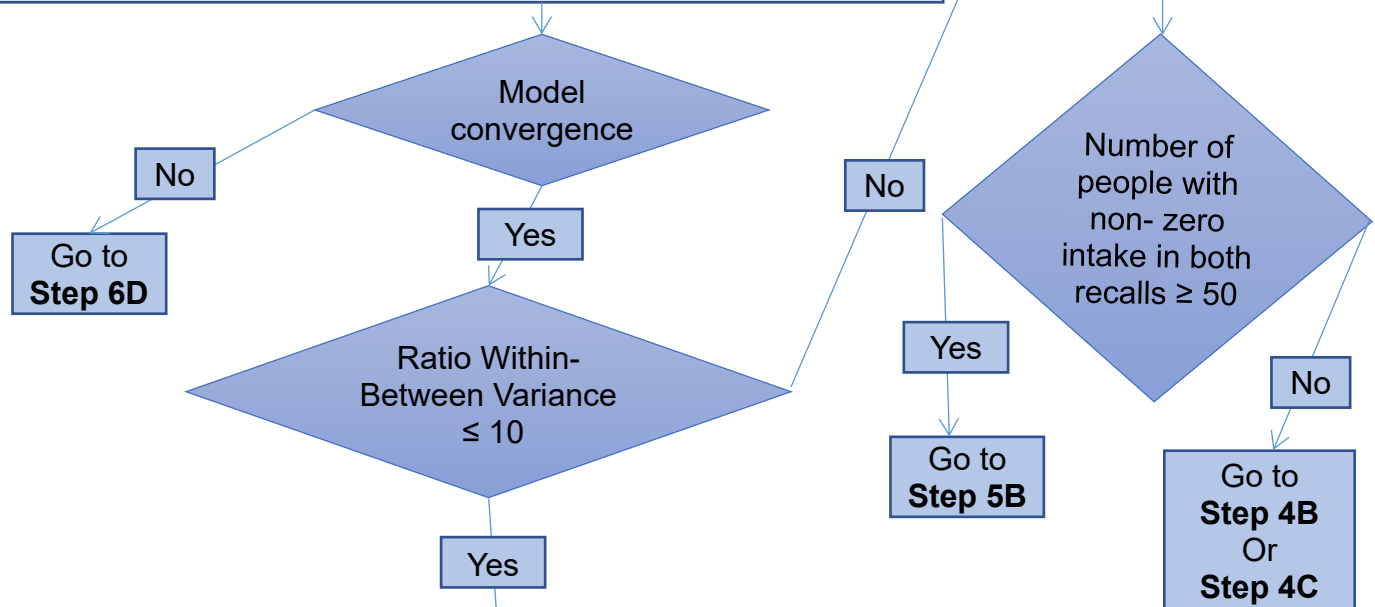 Model
convergence
No
Yes
Go to
Step 6D
Ratio Within-
Between Variance
≤ 10
No
Yes
Number of
people with
non- zero
intake in both
recalls ≥ 50
Yes
No
Go to
Step 5B
Go to
Step 4B
Or
Step 4C